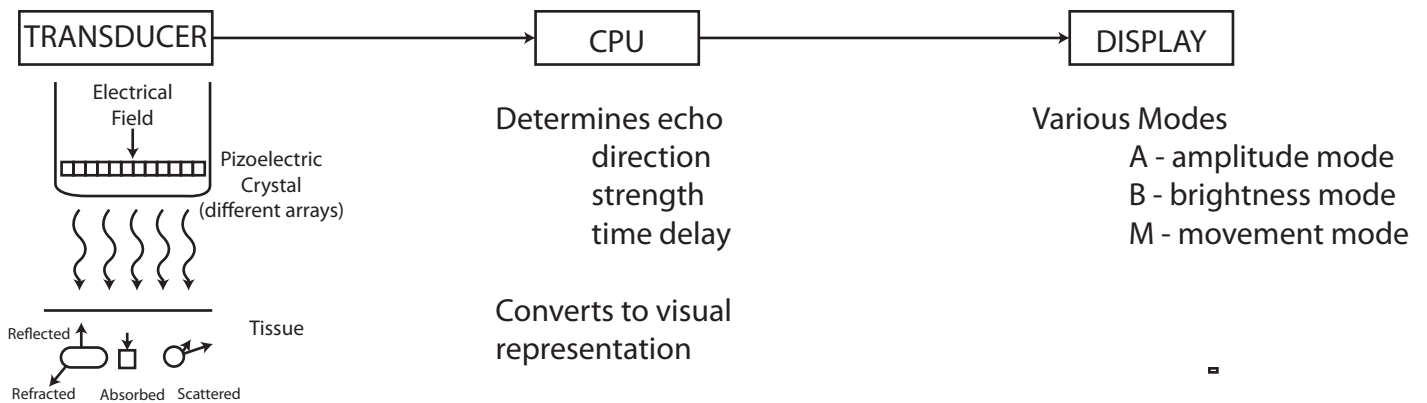 TRANSDUCER
CPU
DISPLAY
Electrical
Field
Pizoelectric
Crystal
(different arrays)
Tissue
Reflected
Refracted
Absorbed
Scattered
Determines echo
direction
strength
time delay
Converts to visual
representation
Various Modes
A - amplitude mode
B - brightness mode
M - movement mode